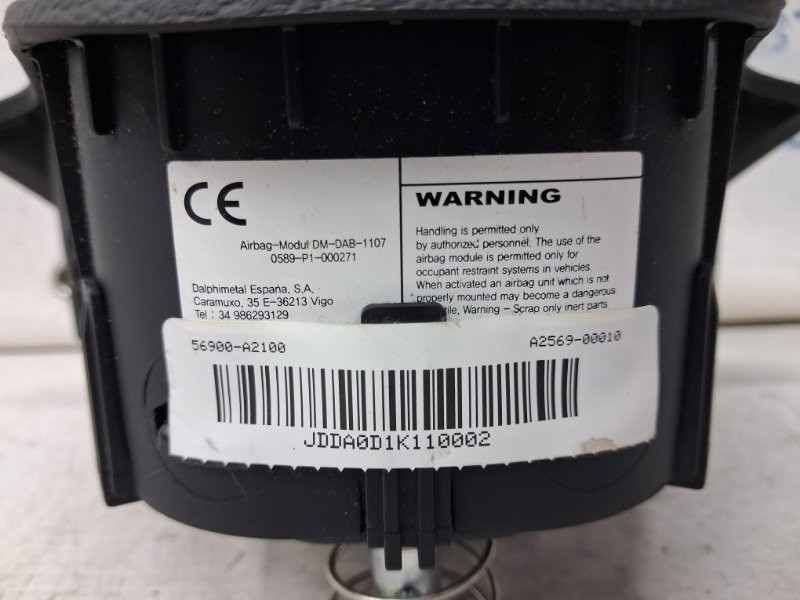 CE
Airbag-Modul DM-DAB-1107
0589-P1-000271
Dalphimetal España, S.A.
Caramuxo, 35 E-36213 Vigo
Tel : 34 986293129
WARNING
Handling is permitted only
by authorized personnel. The use of the
airbag module is permitted only for
occupant restraint systems in vehicles.
When activated an airbag unit which is not
properly mounted may become a dangerous
Warning - Scrap only inert parts
56900-A2100
A2569-00010
JDDA0D1K110002